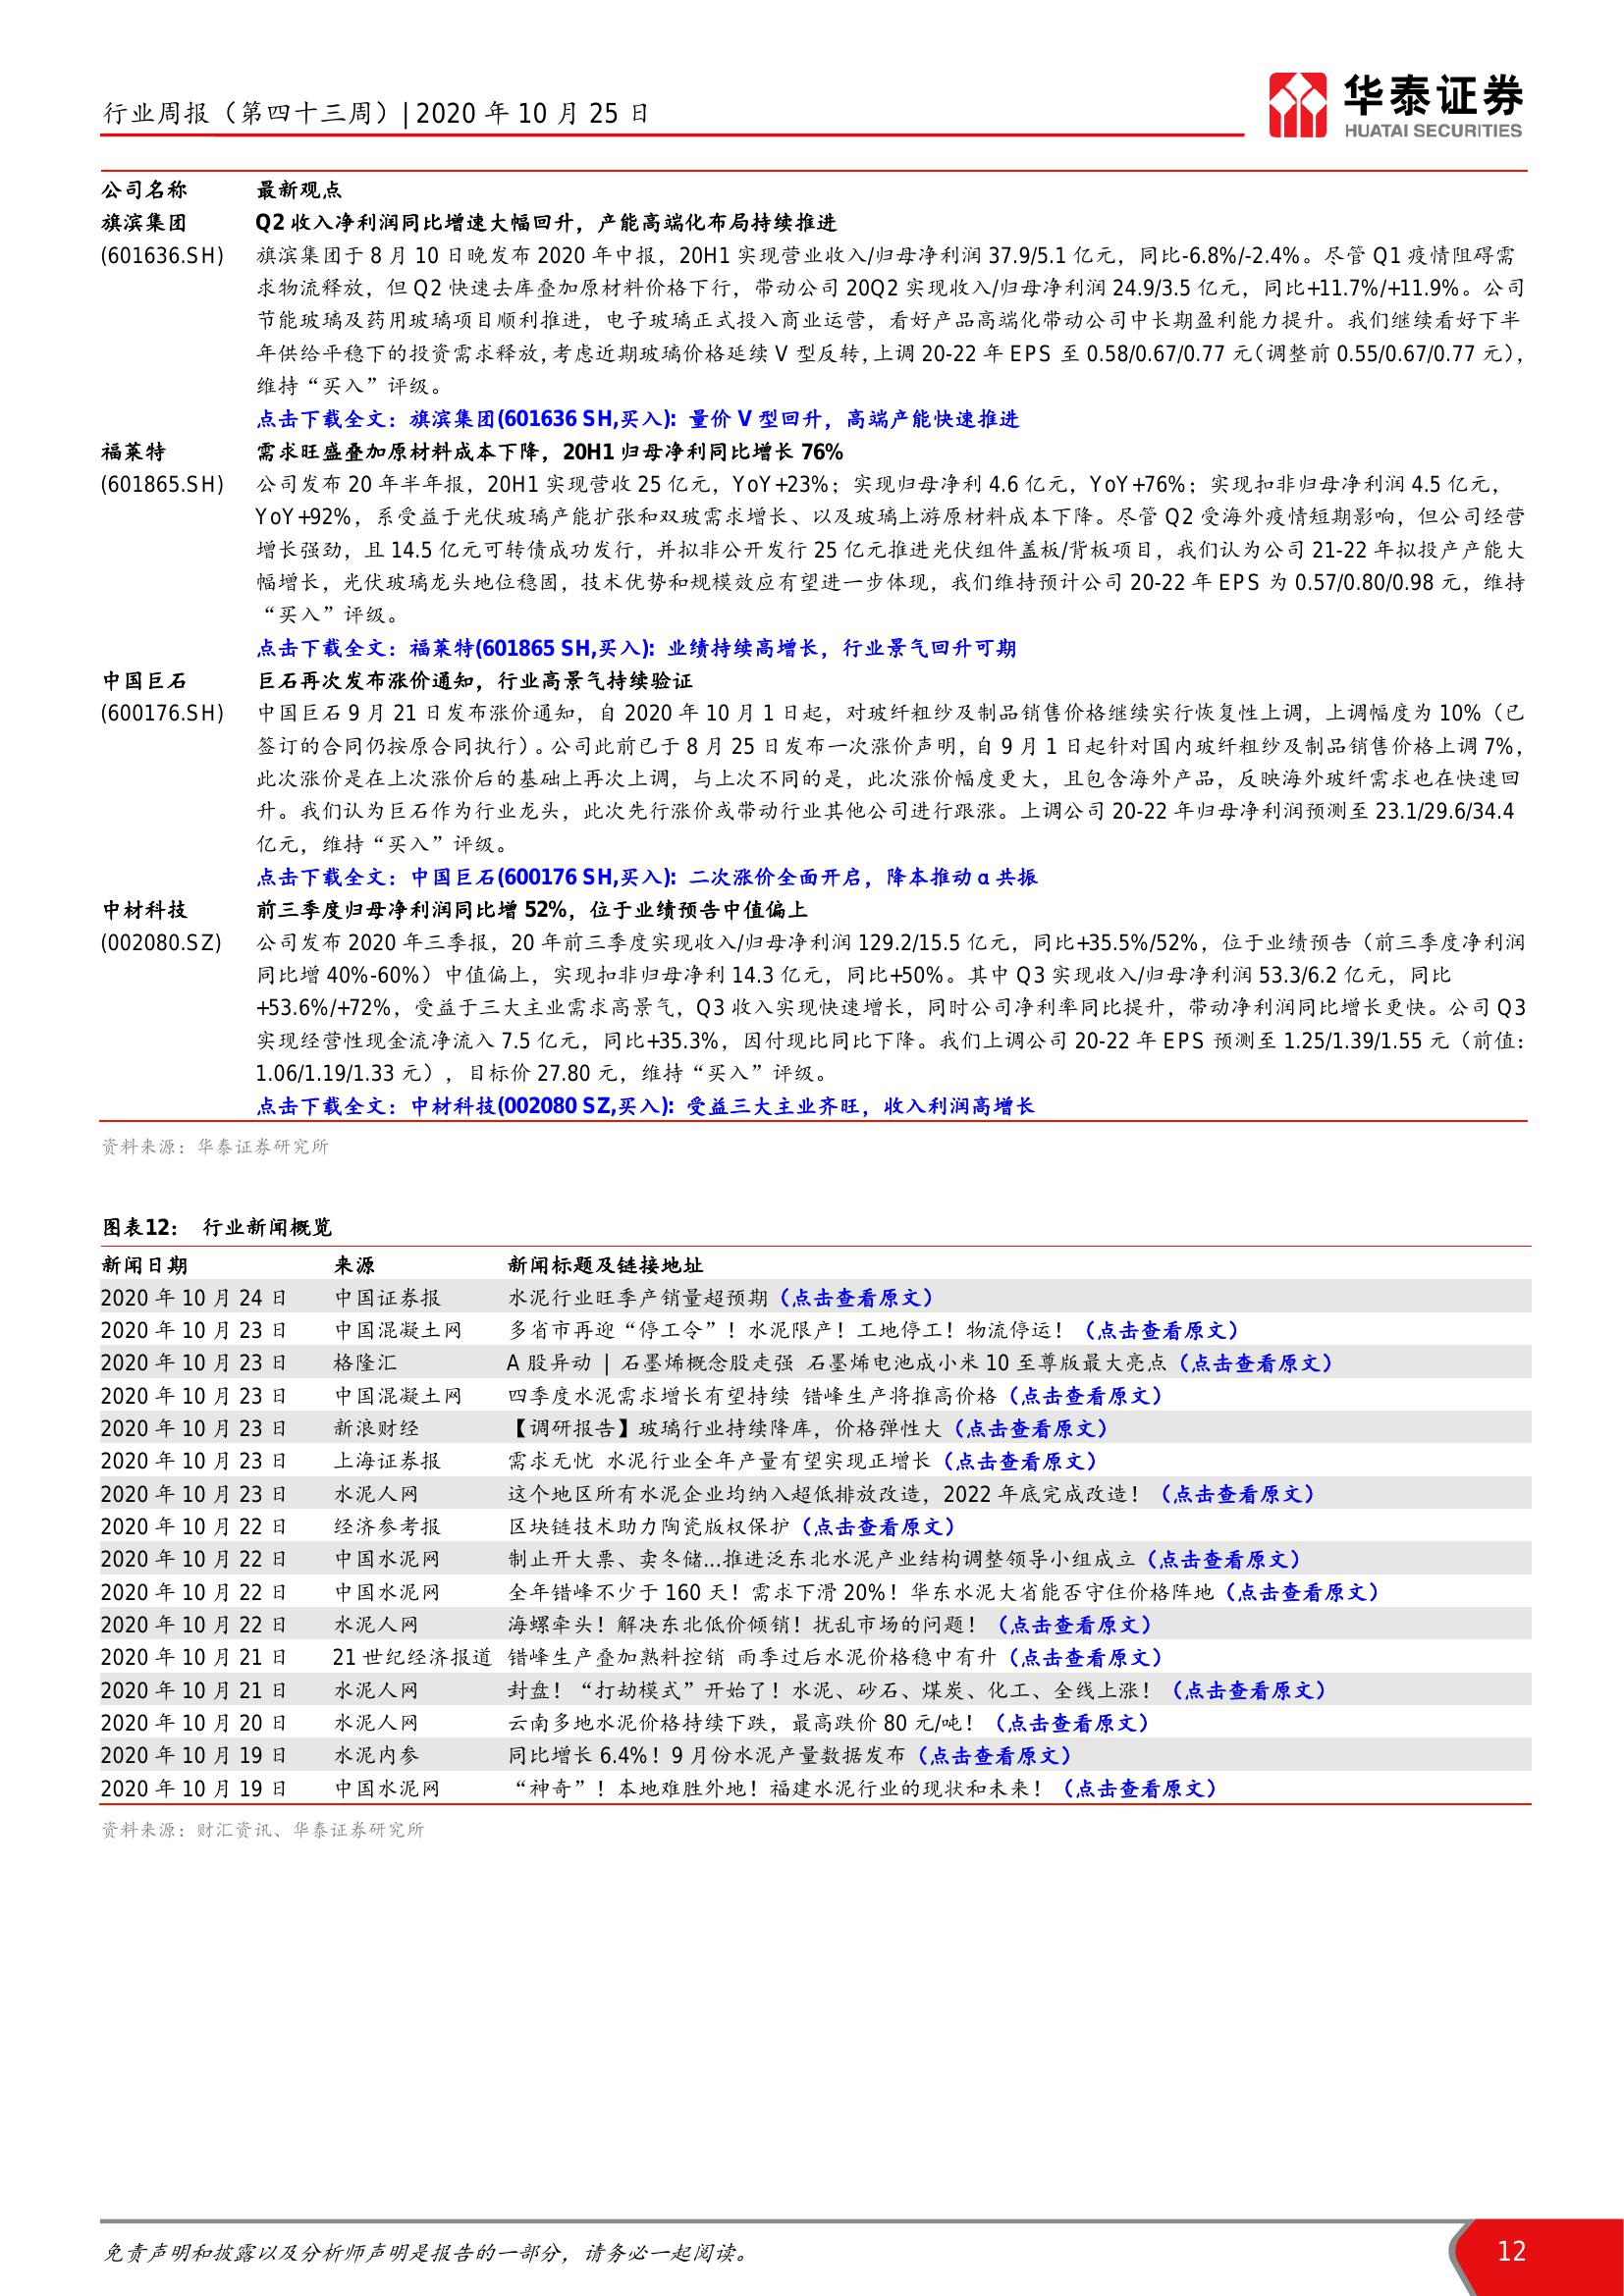 行业周报（第四十三周）| 2020 年 10 月 25 日
华泰证券
HUATAI SECURITIES
公司名称 最新观点
旗滨集团 Q2 收入净利润同比增速大幅回升，产能高端化布局持续推进
(601636.SH) 旗滨集团于 8 月 10 日晚发布 2020 年中报，20H1 实现营业收入/归母净利润 37.9/5.1 亿元，同比-6.8%/-2.4%。尽管 Q1 疫情阻碍需
求物流释放，但 Q2 快速去库叠加原材料价格下行，带动公司 20Q2 实现收入/归母净利润 24.9/3.5 亿元，同比+11.7%/+11.9%。公司
节能玻璃及药用玻璃项目顺利推进，电子玻璃正式投入商业运营，看好产品高端化带动公司中长期盈利能力提升。我们继续看好下半
年供给平稳下的投资需求释放，考虑近期玻璃价格延续 V 型反转，上调 20-22 年 EPS 至 0.58/0.67/0.77 元（调整前 0.55/0.67/0.77 元），
维持“买入”评级。
点击下载全文：旗滨集团(601636 SH,买入)：量价 V 型回升，高端产能快速推进
福莱特 需求旺盛叠加原材料成本下降，20H1 归母净利同比增长 76%
(601865.SH) 公司发布 20 年半年报，20H1 实现营收 25 亿元，YoY+23%；实现归母净利 4.6 亿元，YoY+76%；实现扣非归母净利润 4.5 亿元，
YoY+92%，系受益于光伏玻璃产能扩张和双玻需求增长、以及玻璃上游原材料成本下降。尽管 Q2 受海外疫情短期影响，但公司经营
增长强劲，且 14.5 亿元可转债成功发行，并拟非公开发行 25 亿元推进光伏组件盖板/背板项目，我们认为公司 21-22 年拟投产产能大
幅增长，光伏玻璃龙头地位稳固，技术优势和规模效应有望进一步体现，我们维持预计公司 20-22 年 EPS 为 0.57/0.80/0.98 元，维持
“买入”评级。
点击下载全文：福莱特(601865 SH,买入)：业绩持续高增长，行业景气回升可期
中国巨石 巨石再次发布涨价通知，行业高景气持续验证
(600176.SH) 中国巨石 9 月 21 日发布涨价通知，自 2020 年 10 月 1 日起，对玻纤粗纱及制品销售价格继续实行恢复性上调，上调幅度为 10%（已
签订的合同仍按原合同执行）。公司此前已于 8 月 25 日发布一次涨价声明，自 9 月 1 日起针对国内玻纤粗纱及制品销售价格上调 7%，
此次涨价是在上次涨价后的基础上再次上调，与上次不同的是，此次涨价幅度更大，且包含海外产品，反映海外玻纤需求也在快速回
升。我们认为巨石作为行业龙头，此次先行涨价或带动行业其他公司进行跟涨。上调公司 20-22 年归母净利润预测至 23.1/29.6/34.4
亿元，维持“买入”评级。
点击下载全文：中国巨石(600176 SH,买入)：二次涨价全面开启，降本推动 α 共振
中材科技 前三季度归母净利润同比增 52%，位于业绩预告中值偏上
(002080.SZ) 公司发布 2020 年三季报，20 年前三季度实现收入/归母净利润 129.2/15.5 亿元，同比+35.5%/52%，位于业绩预告（前三季度净利润
同比增 40%-60%）中值偏上，实现扣非归母净利 14.3 亿元，同比+50%。其中 Q3 实现收入/归母净利润 53.3/6.2 亿元，同比
+53.6%/+72%，受益于三大主业需求高景气，Q3 收入实现快速增长，同时公司净利率同比提升，带动净利润同比增长更快。公司 Q3
实现经营性现金流净流入 7.5 亿元，同比+35.3%，因付现比同比下降。我们上调公司 20-22 年 EPS 预测至 1.25/1.39/1.55 元（前值：
1.06/1.19/1.33 元），目标价 27.80 元，维持“买入”评级。
点击下载全文：中材科技(002080 SZ,买入)：受益三大主业齐旺，收入利润高增长
资料来源：华泰证券研究所
图表12： 行业新闻概览
新闻日期 来源 新闻标题及链接地址
2020 年 10 月 24 日 中国证券报 水泥行业旺季产销量超预期（点击查看原文）
2020 年 10 月 23 日 中国混凝土网 多省市再迎“停工令”！水泥限产！工地停工！物流停运！（点击查看原文）
2020 年 10 月 23 日 格隆汇 A 股异动 | 石墨烯概念股走强 石墨烯电池成小米 10 至尊版最大亮点（点击查看原文）
2020 年 10 月 23 日 中国混凝土网 四季度水泥需求增长有望持续 错峰生产将推高价格（点击查看原文）
2020 年 10 月 23 日 新浪财经 【调研报告】玻璃行业持续降库，价格弹性大（点击查看原文）
2020 年 10 月 23 日 上海证券报 需求无忧 水泥行业全年产量有望实现正增长（点击查看原文）
2020 年 10 月 23 日 水泥人网 这个地区所有水泥企业均纳入超低排放改造，2022 年底完成改造！（点击查看原文）
2020 年 10 月 22 日 经济参考报 区块链技术助力陶瓷版权保护（点击查看原文）
2020 年 10 月 22 日 中国水泥网 制止开大票、卖冬储...推进泛东北水泥产业结构调整领导小组成立（点击查看原文）
2020 年 10 月 22 日 中国水泥网 全年错峰不少于 160 天！需求下滑 20%！华东水泥大省能否守住价格阵地（点击查看原文）
2020 年 10 月 22 日 水泥人网 海螺牵头！解决东北低价倾销！扰乱市场的问题！（点击查看原文）
2020 年 10 月 21 日 21 世纪经济报道 错峰生产叠加熟料控销 雨季过后水泥价格稳中有升（点击查看原文）
2020 年 10 月 21 日 水泥人网 封盘！“打劫模式”开始了！水泥、砂石、煤炭、化工、全线上涨！（点击查看原文）
2020 年 10 月 20 日 水泥人网 云南多地水泥价格持续下跌，最高跌价 80 元/吨！（点击查看原文）
2020 年 10 月 19 日 水泥内参 同比增长 6.4%！9 月份水泥产量数据发布（点击查看原文）
2020 年 10 月 19 日 中国水泥网 “神奇”！本地难胜外地！福建水泥行业的现状和未来！（点击查看原文）
资料来源：财汇资讯、华泰证券研究所
免责声明和披露以及分析师声明是报告的一部分，请务必一起阅读。
12